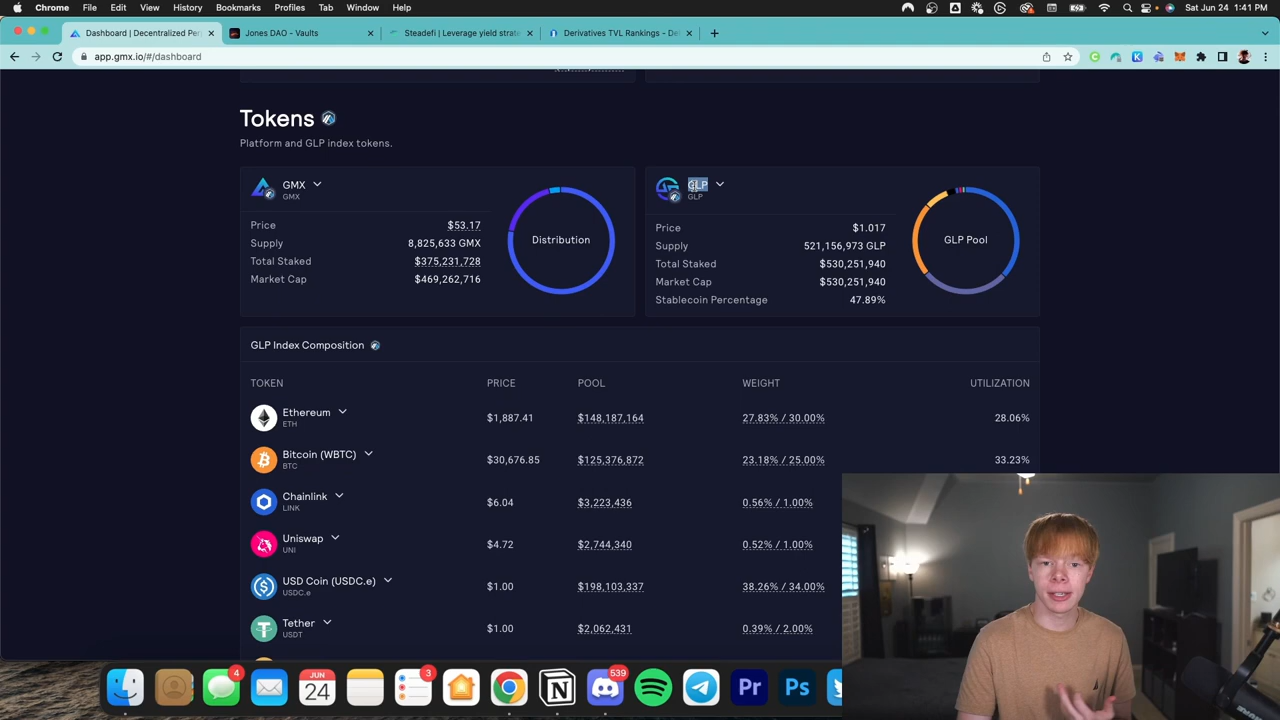 Chrome File Edit View History Bookmarks Profiles Tab Window Help Sat Jun 24 1:41 PM
Dashboard | Decentralized Per Jones DAO - Vaults Steadefi | Leverage yield strate Derivatives TVL Rankings - De
app.gmx.io/#/dashboard
Tokens
Platform and GLP index tokens.
GMX
GMX
Distribution
Price $53.17
Supply 8,825,633 GMX
Total Staked $375,231,728
Market Cap $469,262,716
GLP
GLP
GLP Pool
Price $1.017
Supply 521,156,973 GLP
Total Staked $530,251,940
Market Cap $530,251,940
Stablecoin Percentage 47.89%
GLP Index Composition
TOKEN PRICE POOL WEIGHT UTILIZATION
Ethereum
ETH
$1,887.41 $148,187,164 27.83% / 30.00% 28.06%
Bitcoin (WBTC)
BTC
$30,676.85 $125,376,872 23.18% / 25.00% 33.23%
Chainlink
LINK
$6.04 $3,223,436 0.56% / 1.00%
Uniswap
UNI
$4.72 $2,744,340 0.52% / 1.00%
USD Coin (USDC.e)
USDC.e
$1.00 $198,103,337 38.26% / 34.00%
Tether
USDT
$1.00 $2,062,431 0.39% / 2.00%
4
JUN
24
3
539
Pr
Ps